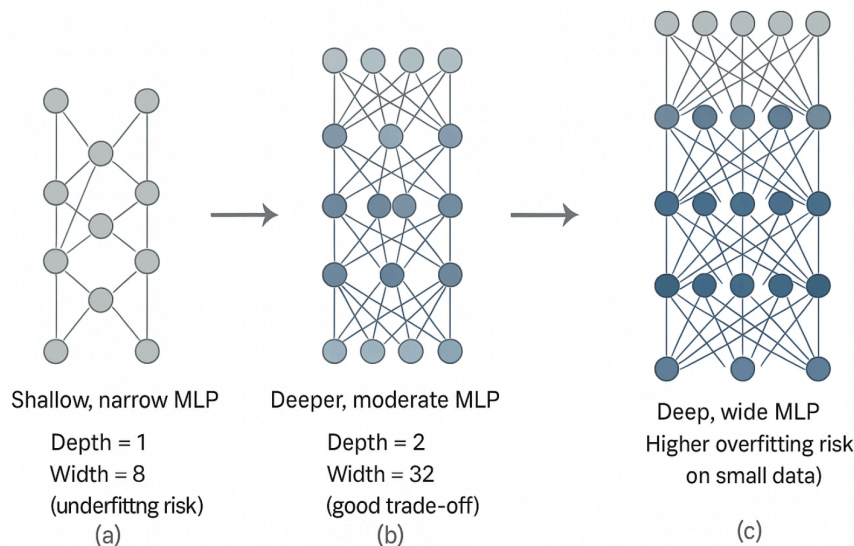 Shallow, narrow MLP
Depth = 1
Width = 8
(underfittng risk)
(a)
Deeper, moderate MLP
Depth = 2
Width = 32
(good trade-off)
(b)
Deep, wide MLP
Higher overfitting risk
on small data)
(c)